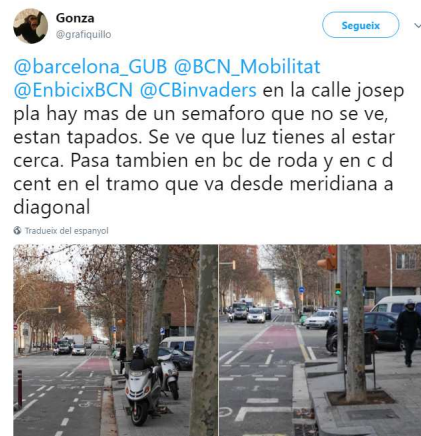 Gonza
@grafiquillo
Segueix
@barcelona_GUB @BCN_Mobilitat
@EnbicixBCN @CBinvaders en la calle josep
pla hay mas de un semaforo que no se ve,
estan tapados. Se ve que luz tienes al estar
cerca. Pasa tambien en bc de roda y en c d
cent en el tramo que va desde meridiana a
diagonal
Tradueix del espanyol